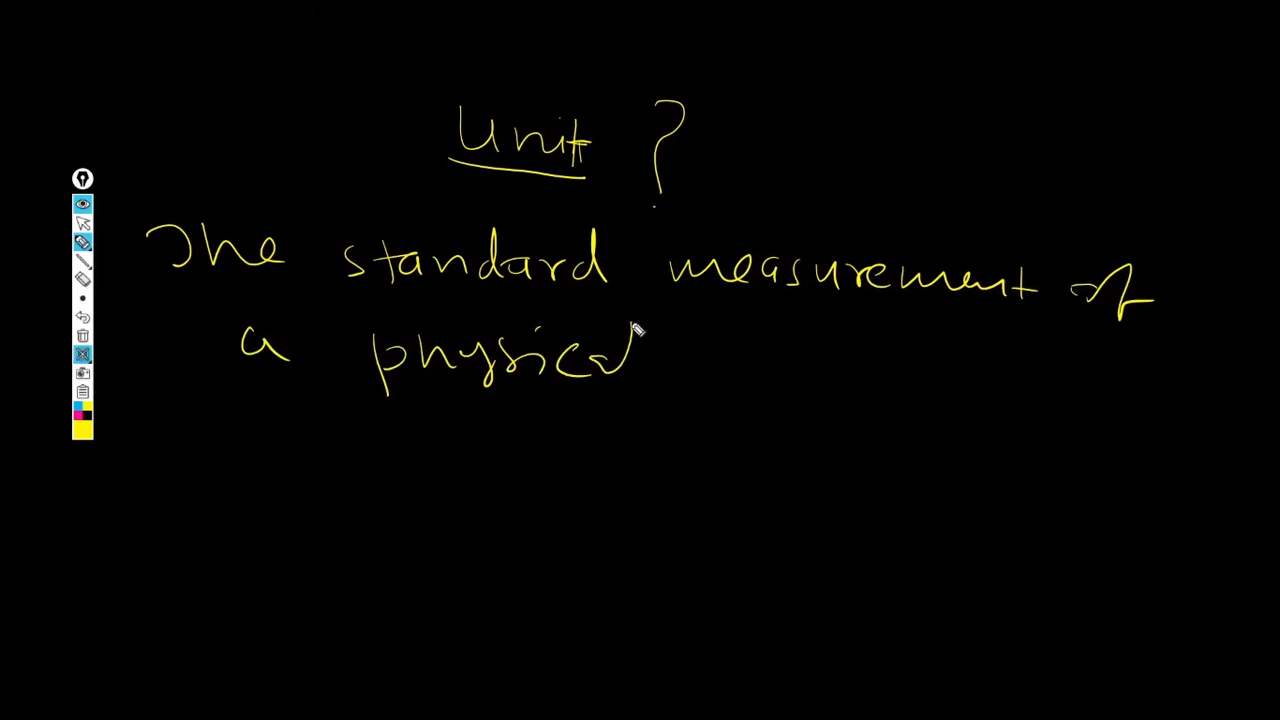 Unit ?
The standard measurement of
a physical